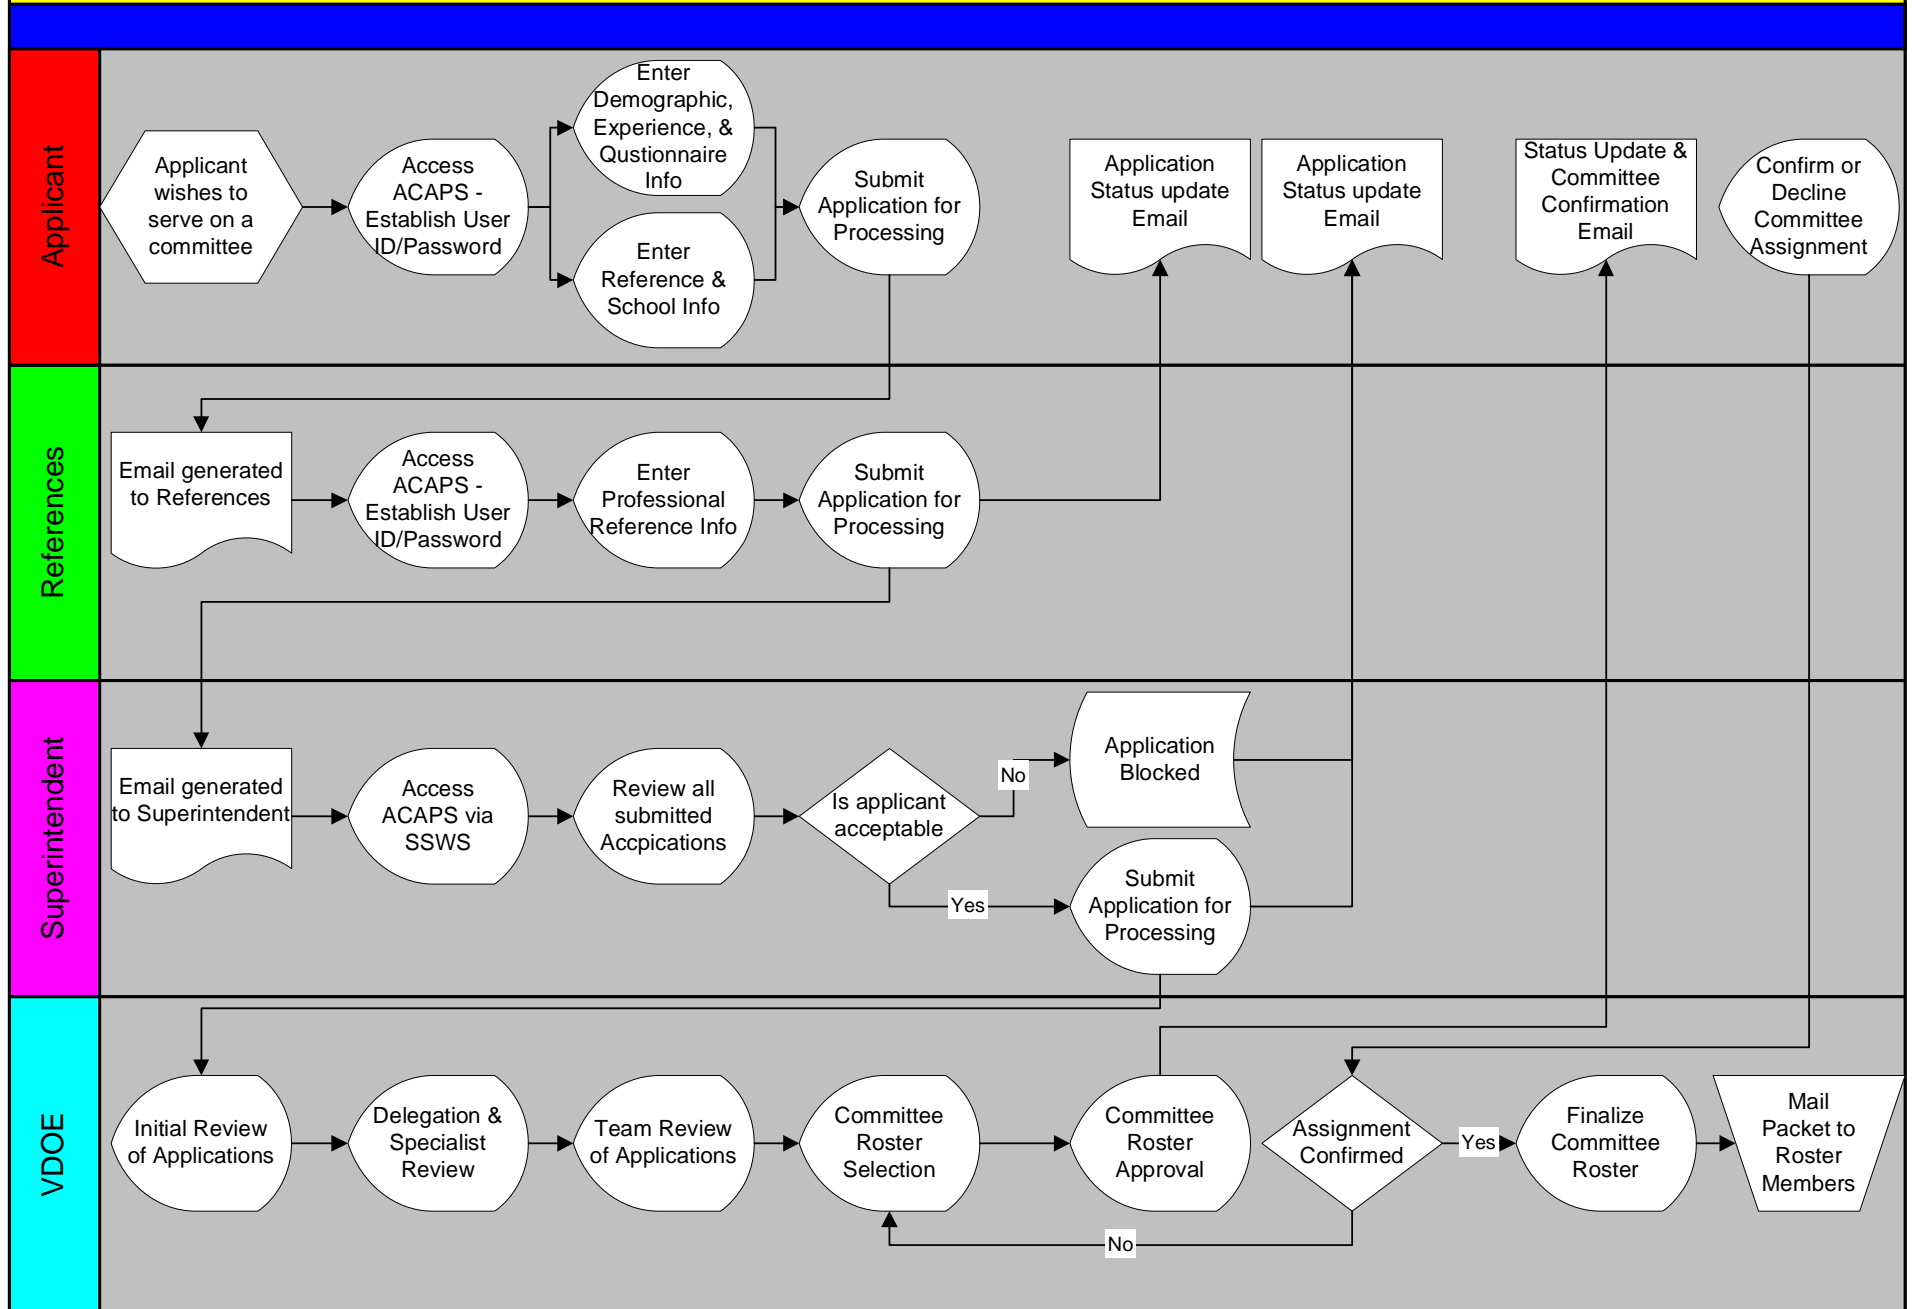 Applicant
Applicant
wishes to
serve on a
committee
Access
ACAPS -
Establish User
ID/Password
Enter
Demographic,
Experience, &
Qustionnaire
Info
Enter
Reference &
School Info
Submit
Application for
Processing
Application
Status update
Email
Application
Status update
Email
Status Update &
Committee
Confirmation
Email
Confirm or
Decline
Committee
Assignment
References
Email generated
to References
Access
ACAPS -
Establish User
ID/Password
Enter
Professional
Reference Info
Submit
Application for
Processing
Superintendent
Email generated
to Superintendent
Access
ACAPS via
SSWS
Review all
submitted
Accpications
Is applicant
acceptable
No
Application
Blocked
Yes
Submit
Application for
Processing
VDOE
Initial Review
of Applications
Delegation &
Specialist
Review
Team Review
of Applications
Committee
Roster
Selection
Committee
Roster
Approval
Assignment
Confirmed
Yes
Finalize
Committee
Roster
Mail
Packet to
Roster
Members
No